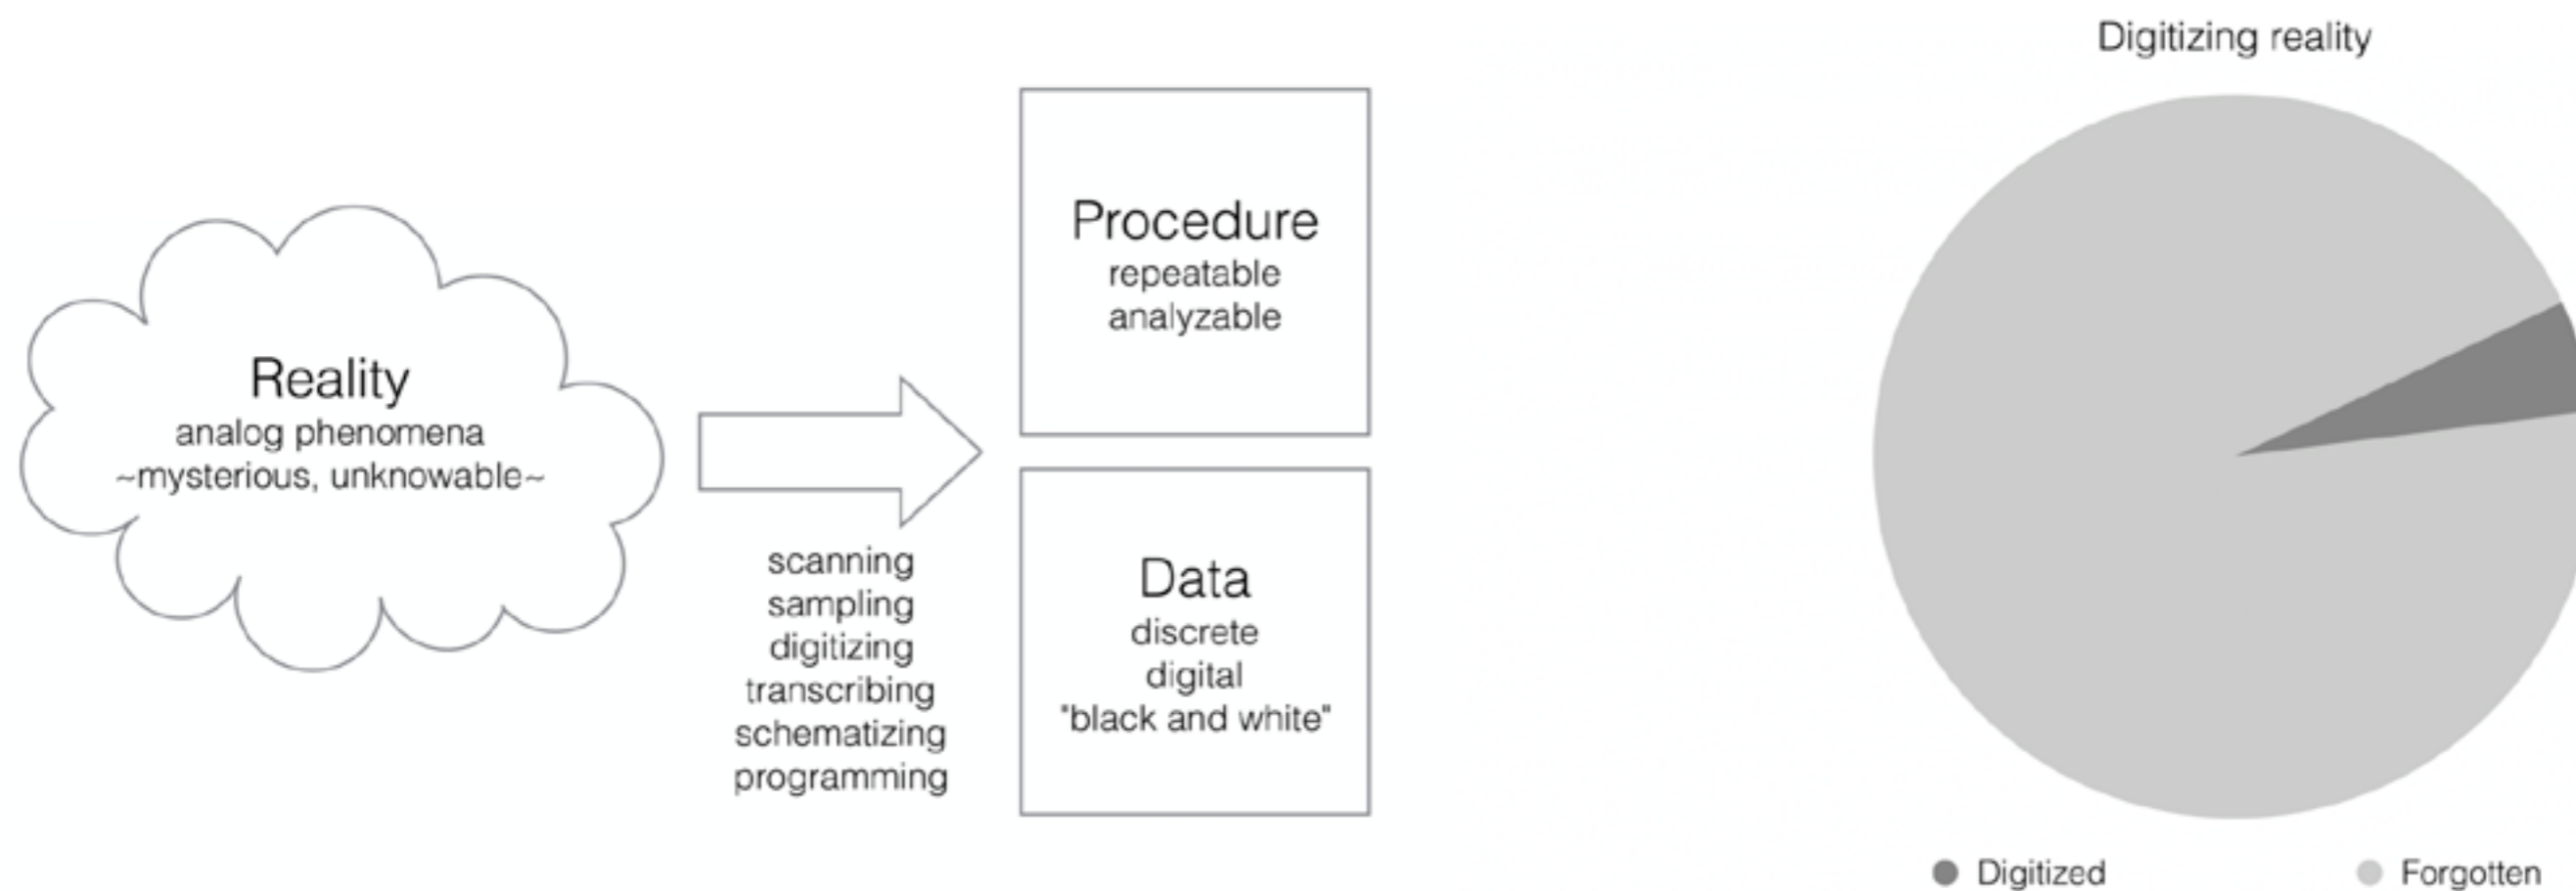 Reality
analog phenomena
~mysterious, unknowable~
scanning
sampling
digitizing
transcribing
schematizing
programming
Procedure
repeatable
analyzable
Data
discrete
digital
"black and white"
Digitizing reality
Digitized
Forgotten